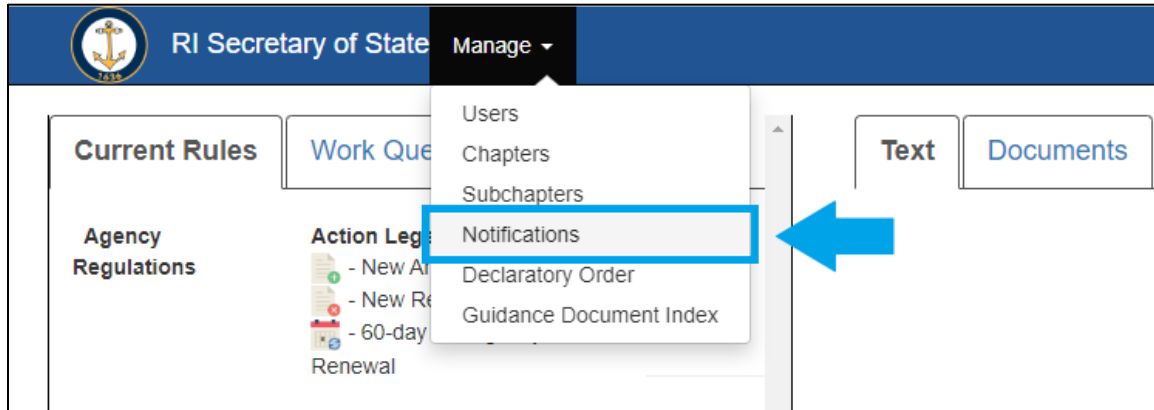 RI Secretary of State Manage
1636
Users
Chapters
Subchapters
Notifications
Declaratory Order
Guidance Document Index
Current Rules
Work Que
Text
Documents
Agency
Regulations
Action Leg
- New A
- New Re
- 60-day
Renewal